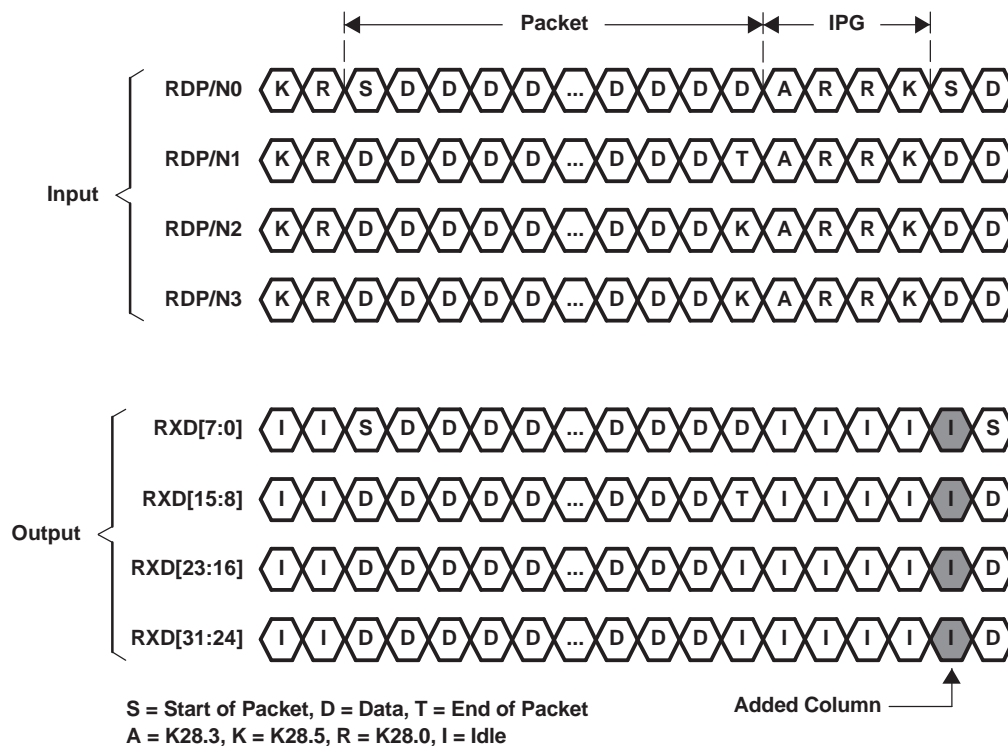 Packet IPG
RDP/N0 K R S D D D D ... D D D D A R R K S D
RDP/N1 K R D D D D D ... D D D T A R R K D D
Input
RDP/N2 K R D D D D D ... D D D K A R R K D D
RDP/N3 K R D D D D D ... D D D K A R R K D D
RXD[7:0] I I S D D D D ... D D D D I I I I I S
RXD[15:8] I I D D D D D ... D D D T I I I I I D
Output
RXD[23:16] I I D D D D D ... D D D I I I I I I D
RXD[31:24] I I D D D D D ... D D D I I I I I I D
Added Column
S = Start of Packet, D = Data, T = End of Packet
A = K28.3, K = K28.5, R = K28.0, I = Idle